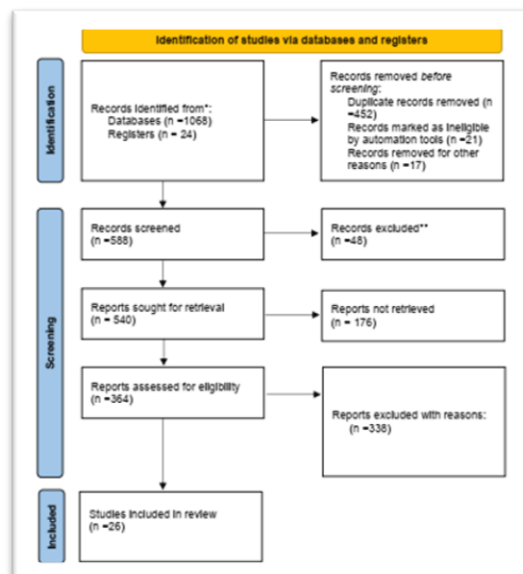 Identification of studies via databases and registers
Identification
Records identified from*:
Databases (n =1068)
Registers (n = 24)
Records removed before
screening:
Duplicate records removed (n
=452)
Records marked as ineligible
by automation tools (n =21)
Records removed for other
reasons (n =17)
Screening
Records screened
(n =588)
Records excluded**
(n =48)
Reports sought for retrieval
(n = 540)
Reports not retrieved
(n = 176)
Reports assessed for eligibility
(n =364)
Reports excluded with reasons:
(n =338)
Included
Studies included in review
(n =26)